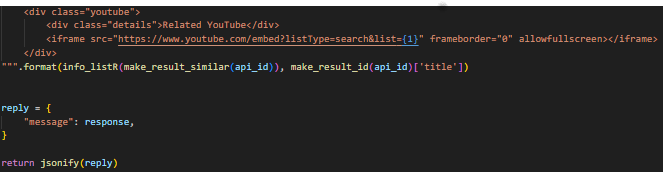 <div class="youtube">
<div class="details">Related YouTube</div>
<iframe src="https://www.youtube.com/embed?listType=search&list={1}" frameborder="0" allowfullscreen></iframe>
</div>
""".format(info_listR(make_result_similar(api_id)), make_result_id(api_id)['title'])
reply = {
"message": response,
}
return jsonify(reply)